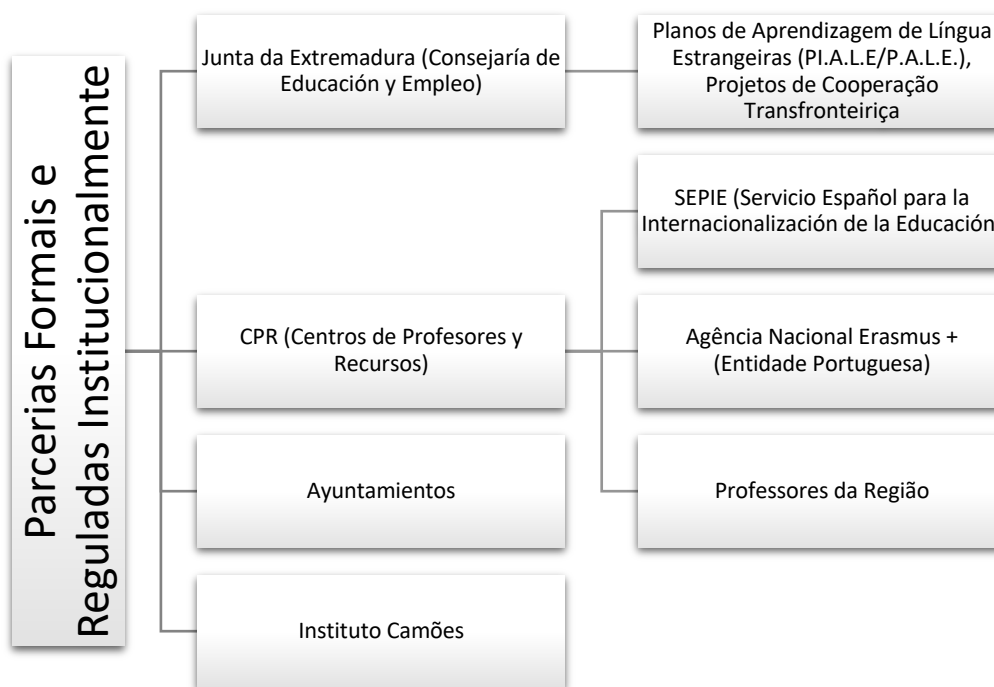 Parcerias Formais e
Reguladas Institucionalmente
Junta da Extremadura (Consejaría de
Educación y Empleo)
Planos de Aprendizagem de Língua
Estrangeiras (PI.A.L.E/P.A.L.E.),
Projetos de Cooperação
Transfronteiriça
CPR (Centros de Profesores y
Recursos)
SEPIE (Servicio Español para la
Internacionalización de la Educación
Agência Nacional Erasmus +
(Entidade Portuguesa)
Professores da Região
Ayuntamientos
Instituto Camões